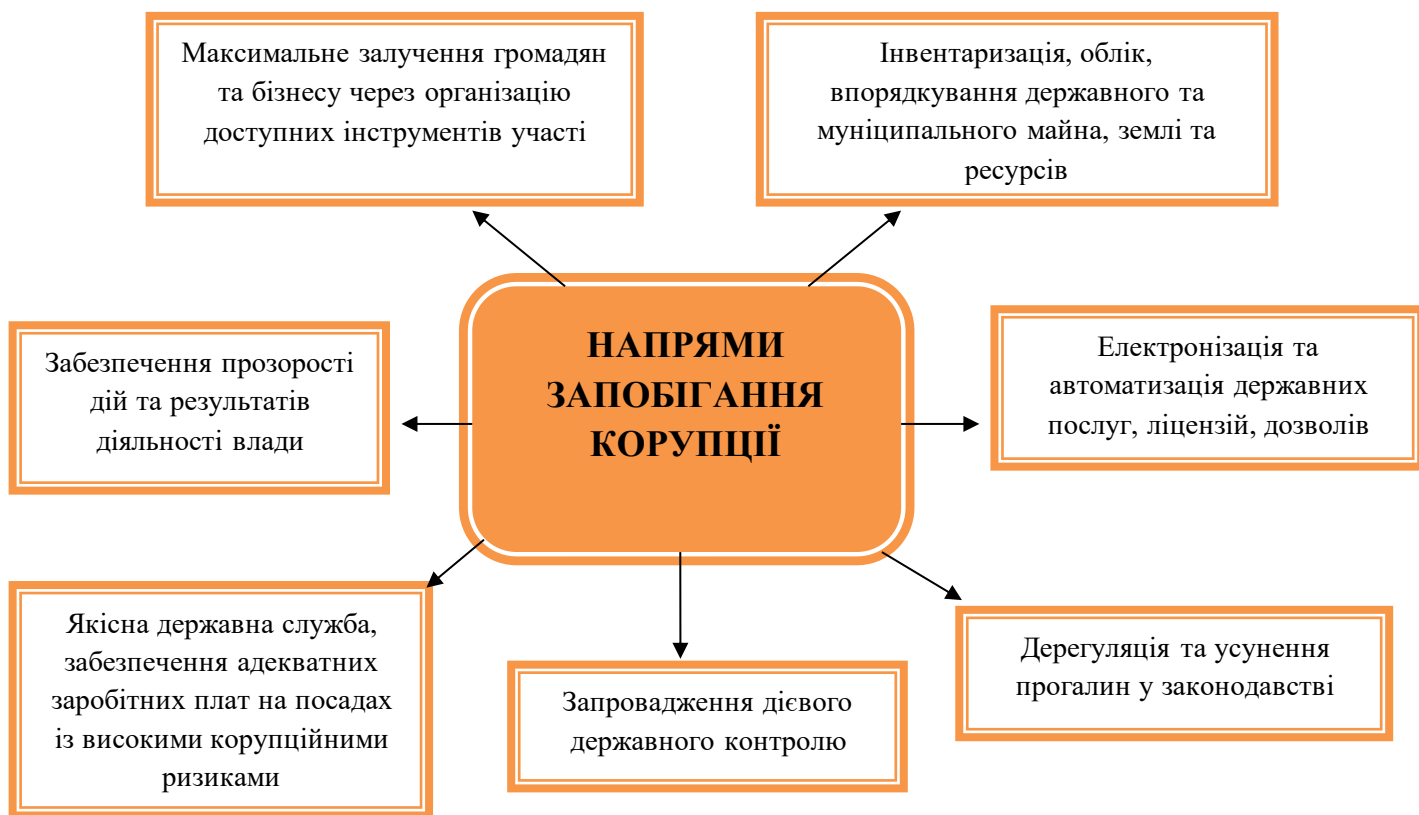 Максимальне залучення громадян
та бізнесу через організацію
доступних інструментів участі
Інвентаризація, облік,
впорядкування державного та
муніципального майна, землі та
ресурсів
НАПРЯМИ
ЗАПОБІГАННЯ
КОРУПЦІЇ
Забезпечення прозорості
дій та результатів
діяльності влади
Електронізація та
автоматизація державних
послуг, ліцензій, дозволів
Якісна державна служба,
забезпечення адекватних
заробітних плат на посадах
із високими корупційними
ризиками
Запровадження дієвого
державного контролю
Дерегуляція та усунення
прогалин у законодавстві